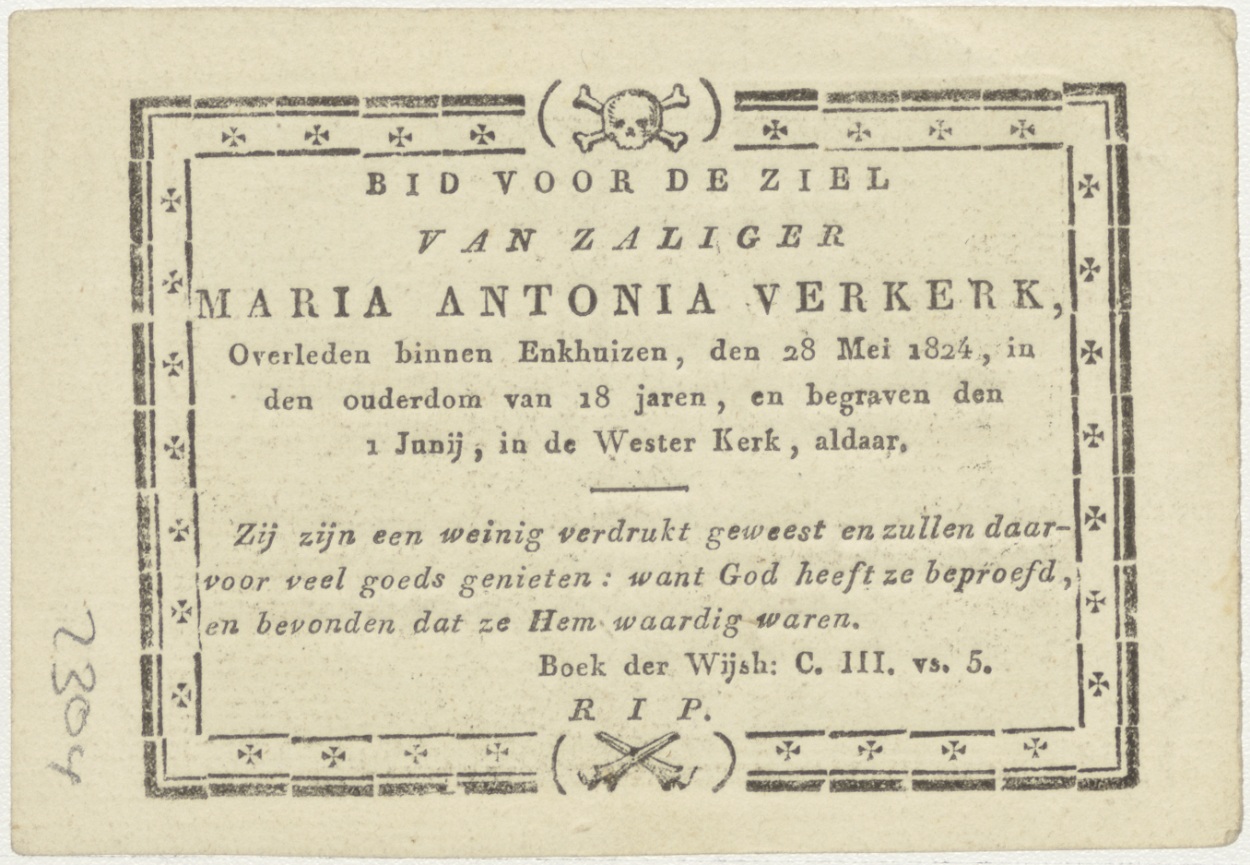 BID VOOR DE ZIEL
VAN ZALIGER
MARIA ANTONIA VERKERK,
Overleden binnen Enkhuizen, den 28 Mei 1824, in
den ouderdom van 18 jaren, en begraven den
1 Junij, in de Wester Kerk, aldaar.
Zij zijn een weinig verdrukt geweest en zullen daar-
voor veel goeds genieten: want God heeft ze beproefd,
en bevonden dat ze Hem waardig waren.
Boek der Wijsh: C. III. vs. 5.
R I P.
2304